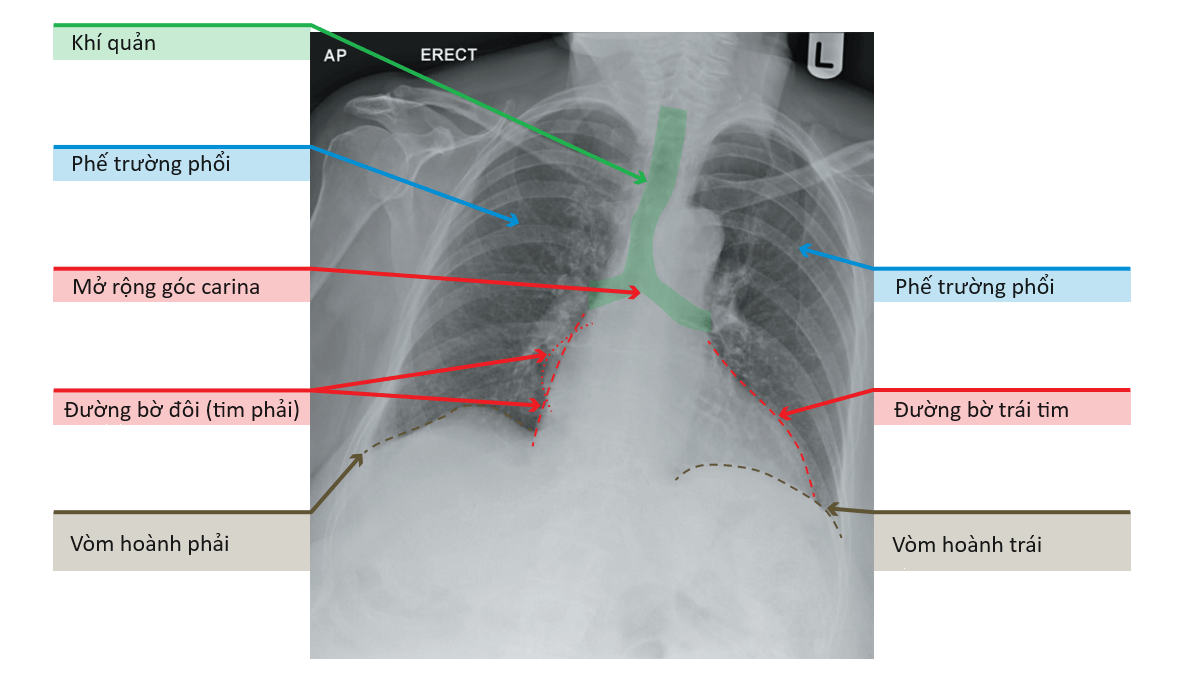 Khí quản
AP
ERECT
L
Phế trường phổi
Mở rộng góc carina
Phế trường phổi
Đường bờ đôi (tim phải)
Đường bờ trái tim
Vòm hoành phải
Vòm hoành trái